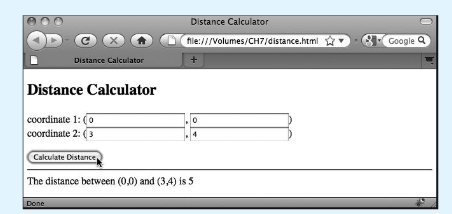 Distance Calculator
file:///Volumes/CH7/distance.html
Google
Distance Calculator
Distance Calculator
coordinate 1: (0, 0)
coordinate 2: (3, 4)
Calculate Distance
The distance between (0,0) and (3,4) is 5
Done